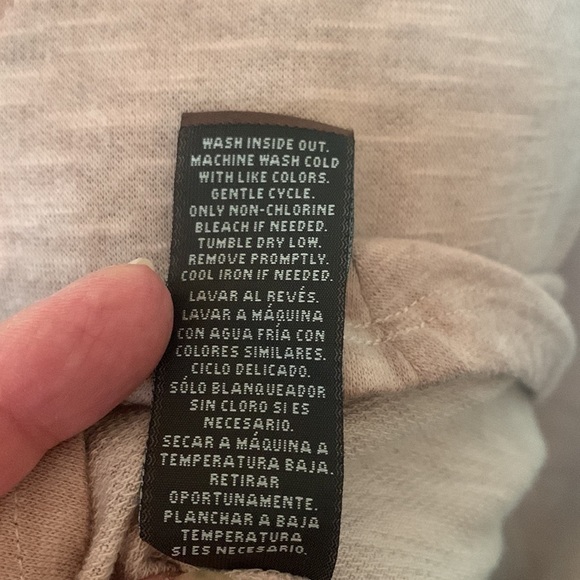 WASH INSIDE OUT.
MACHINE WASH COLD
WITH LIKE COLORS.
GENTLE CYCLE.
ONLY NON-CHLORINE
BLEACH IF NEEDED.
TUMBLE DRY LOW.
REMOVE PROMPTLY.
COOL IRON IF NEEDED.
LAVAR AL REVÉS.
LAVAR A MÁQUINA
CON AGUA FRÍA CON
COLORES SIMILARES.
CICLO DELICADO.
SÓLO BLANQUEADOR
SIN CLORO SI ES
NECESARIO.
SECAR A MÁQUINA A
TEMPERATURA BAJA.
RETIRAR
OPORTUNAMENTE.
PLANCHAR A BAJA
TEMPERATURA
SI ES NECESARIO.